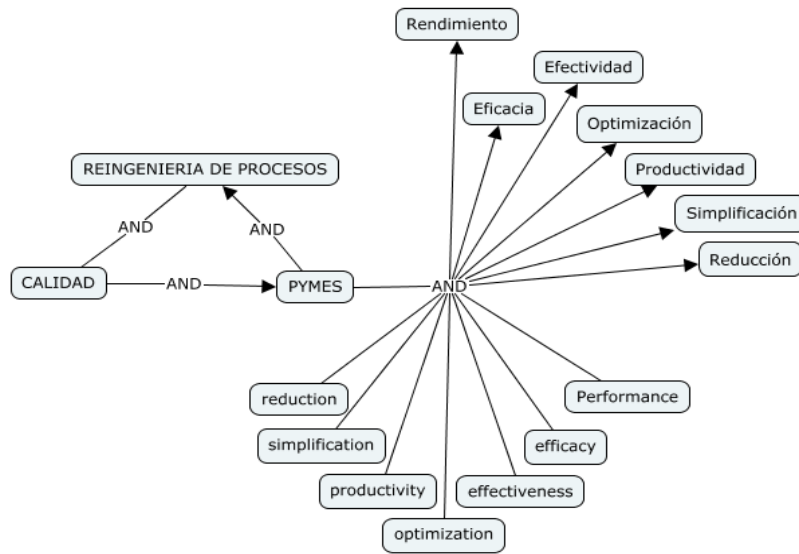 Rendimiento
Efectividad
Eficacia
Optimización
REINGENIERIA DE PROCESOS
Productividad
Simplificación
AND
AND
Reducción
CALIDAD
AND
PYMES
AND
reduction
Performance
simplification
efficacy
productivity
effectiveness
optimization